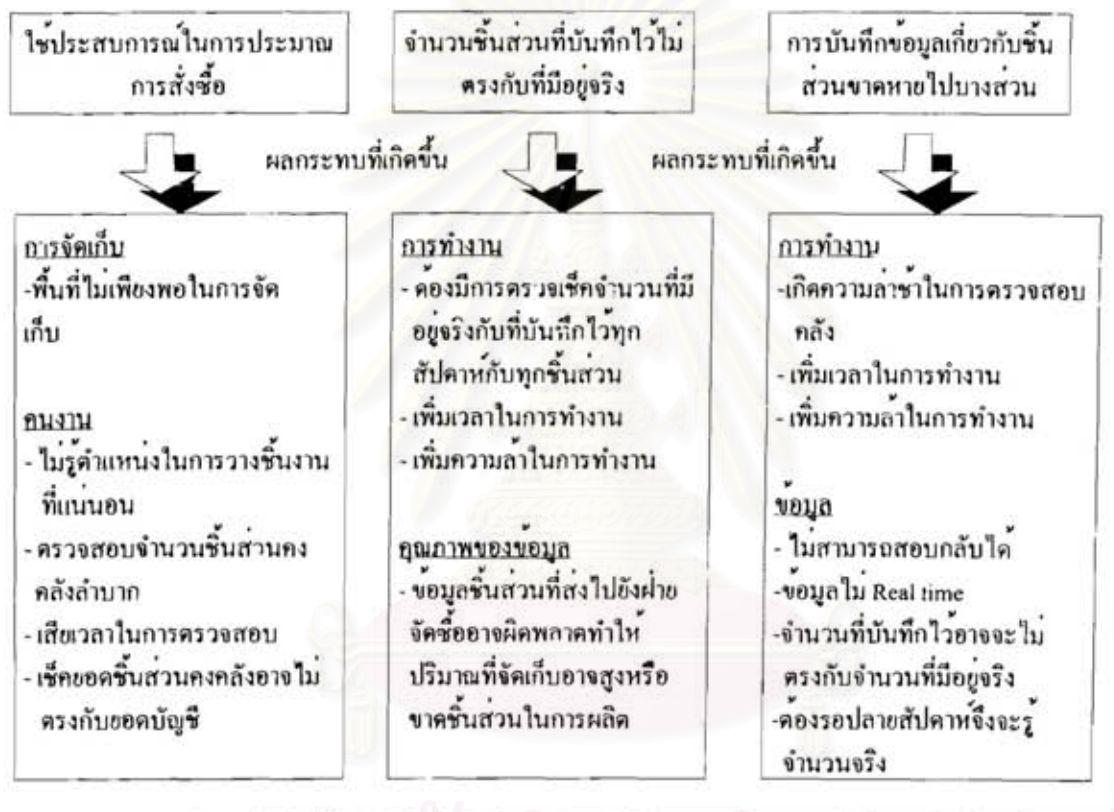 ใช้ประสบการณ์ในการประมาณ
การสั่งซื้อ
จำนวนชิ้นส่วนที่บันทึกไว้ไม่
ตรงกับที่มีอยู่จริง
การบันทึกข้อมูลเกี่ยวกับชิ้น
ส่วนขาดหายไปบางส่วน
ผลกระทบที่เกิดขึ้น
ผลกระทบที่เกิดขึ้น
การจัดเก็บ
-พื้นที่ไม่เพียงพอในการจัด
เก็บ
คนงาน
- ไม่รู้ตำแหน่งในการวางชิ้นงาน
ที่แน่นอน
- ตรวจสอบจำนวนชิ้นส่วนคง
คลังลำบาก
- เสียเวลาในการตรวจสอบ
- เช็คยอดชิ้นส่วนคงคลังอาจไม่
ตรงกับยอดบัญชี
การทำงาน
- ต้องมีการตรวจเช็คจำนวนที่มี
อยู่จริงกับที่บันทึกไว้ทุก
สัปดาห์กับทุกชิ้นส่วน
- เพิ่มเวลาในการทำงาน
- เพิ่มความล้าในการทำงาน
คุณภาพของข้อมูล
- ข้อมูลชิ้นส่วนที่ส่งไปยังฝ่าย
จัดซื้ออาจผิดพลาดทำให้
ปริมาณที่จัดเก็บอาจสูงหรือ
ขาดชิ้นส่วนในการผลิต
การทำงาน
-เกิดความล่าช้าในการตรวจสอบ
คลัง
- เพิ่มเวลาในการทำงาน
- เพิ่มความล้าในการทำงาน
ข้อมูล
- ไม่สามารถสอบกลับได้
-ข้อมูลไม่ Real time
-จำนวนที่บันทึกไว้อาจจะไม่
ตรงกับจำนวนที่มีอยู่จริง
-ต้องรอปลายสัปดาห์จึงจะรู้
จำนวนจริง